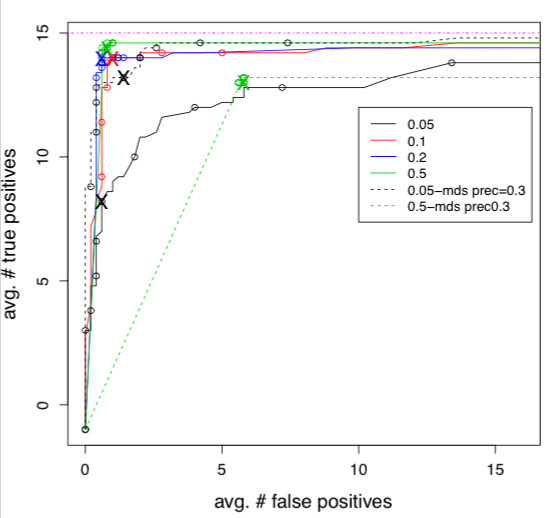 15
10
5
0
avg. # true positives
0.05
0.1
0.2
0.5
0.05−mds prec=0.3
0.5−mds prec0.3
0 5 10 15
avg. # false positives